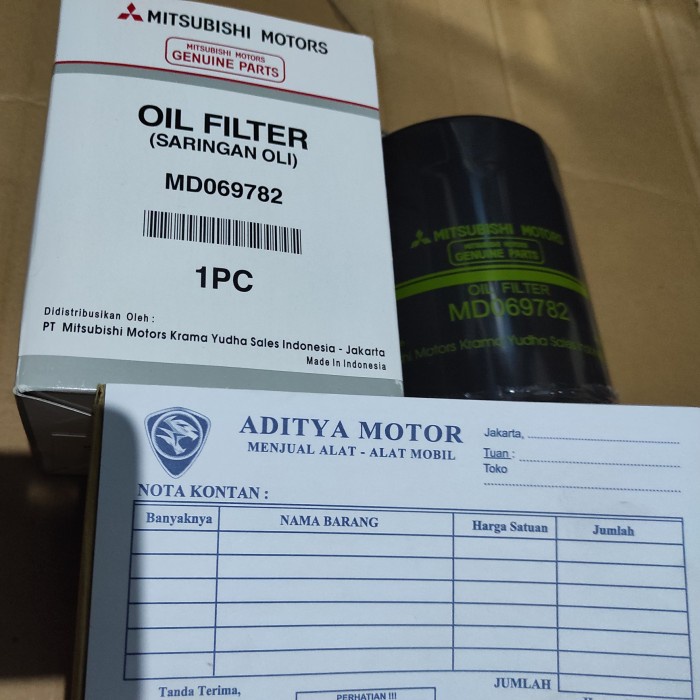 MITSUBISHI MOTORS
MITSUBISHI MOTORS
GENUINE PARTS
OIL FILTER
(SARINGAN OLI)
MD069782
1PC
Didistribusikan Oleh :
PT Mitsubishi Motors Krama Yudha Sales Indonesia - Jakarta
Made In Indonesia
MITSUBISHI MOTORS
MITSUBISHI MOTORS
GENUINE PARTS
OIL FILTER
MD069782
Motors Krama Yudha Sales
ADITYA MOTOR
MENJUAL ALAT - ALAT MOBIL
Jakarta,
Tuan :
Toko
NOTA KONTAN :
Banyaknya NAMA BARANG Harga Satuan Jumlah
JUMLAH
Tanda Terima,
PERHATIAN !!!